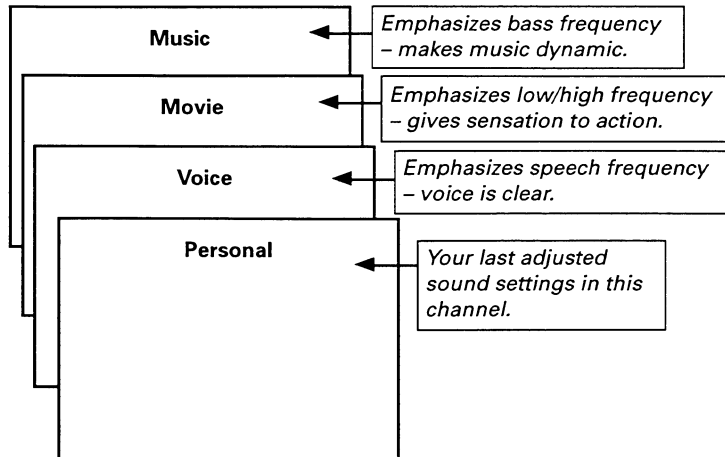 Music
Emphasizes bass frequency
– makes music dynamic.
Movie
Emphasizes low/high frequency
– gives sensation to action.
Voice
Emphasizes speech frequency
– voice is clear.
Personal
Your last adjusted
sound settings in this
channel.